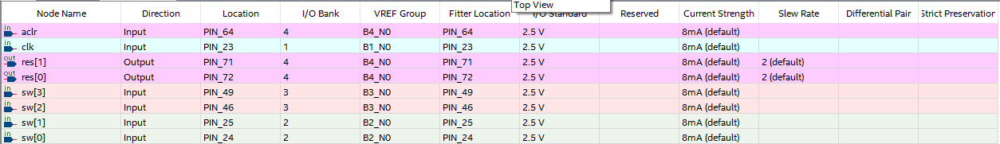 Top View
Node Name Direction Location I/O Bank VREF Group Fitter Location I/O Standard Reserved Current Strength Slew Rate Differential Pair Strict Preservation
in aclr Input PIN_64 4 B4_N0 PIN_64 2.5 V 8mA (default)
in clk Input PIN_23 1 B1_N0 PIN_23 2.5 V 8mA (default)
out res[1] Output PIN_71 4 B4_N0 PIN_71 2.5 V 8mA (default) 2 (default)
out res[0] Output PIN_72 4 B4_N0 PIN_72 2.5 V 8mA (default) 2 (default)
in sw[3] Input PIN_49 3 B3_N0 PIN_49 2.5 V 8mA (default)
in sw[2] Input PIN_46 3 B3_N0 PIN_46 2.5 V 8mA (default)
in sw[1] Input PIN_25 2 B2_N0 PIN_25 2.5 V 8mA (default)
in sw[0] Input PIN_24 2 B2_N0 PIN_24 2.5 V 8mA (default)